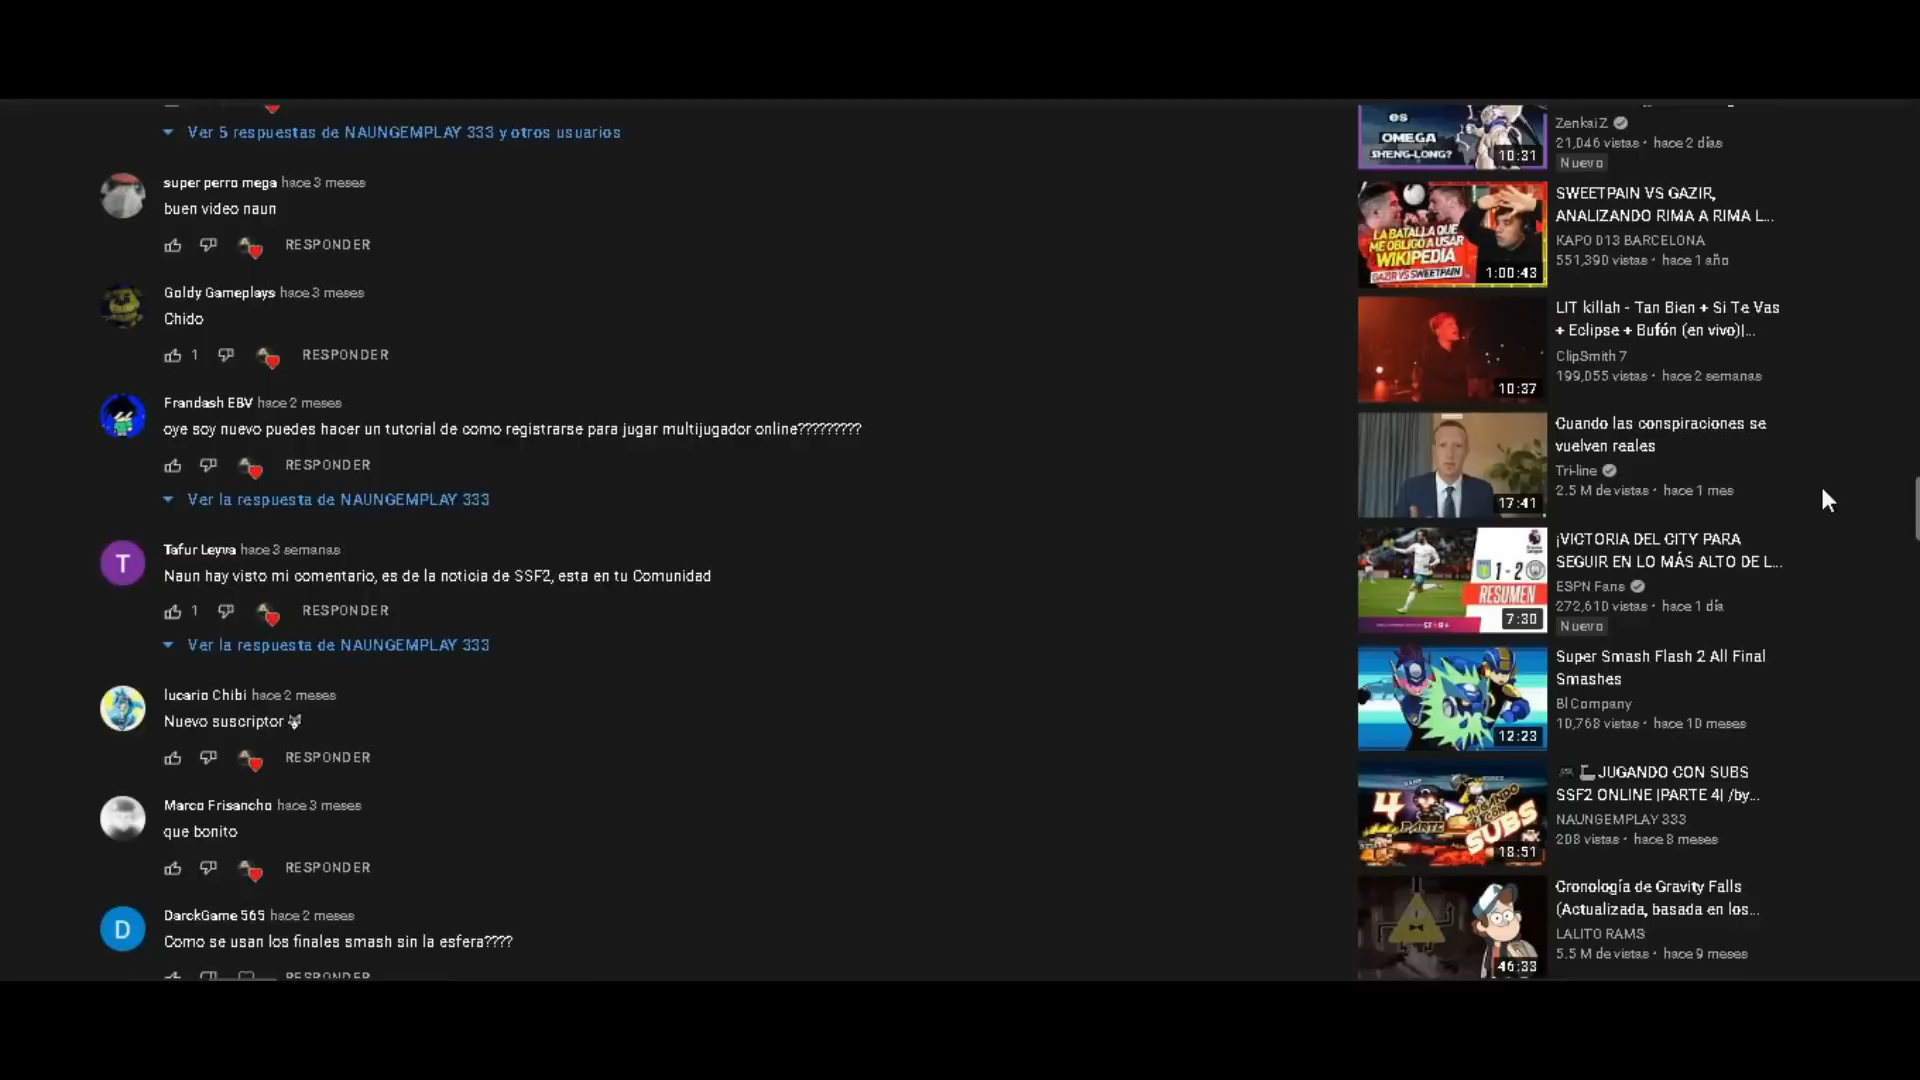 Ver 5 respuestas de NAUNGEMPLAY 333 y otros usuarios
super perro mega hace 3 meses
buen video naun
RESPONDER
Goldy Gameplays hace 3 meses
Chido
1 RESPONDER
Frandash EBV hace 2 meses
oye soy nuevo puedes hacer un tutorial de como registrarse para jugar multijugador online?????????
RESPONDER
Ver la respuesta de NAUNGEMPLAY 333
T
Tafur Leyva hace 3 semanas
Naun hay visto mi comentario, es de la noticia de SSF2, esta en tu Comunidad
1 RESPONDER
Ver la respuesta de NAUNGEMPLAY 333
lucario Chibi hace 2 meses
Nuevo suscriptor
RESPONDER
Marco Frisancho hace 3 meses
que bonito
RESPONDER
D
DarckGame 565 hace 2 meses
Como se usan los finales smash sin la esfera????
RESPONDER
es
OMEGA
SHENG-LONG?
10:31
ZenkaiZ
21,046 vistas • hace 2 días
Nuevo
LA BATALLA QUE
ME OBLIGO A USAR
WIKIPEDIA
GAZIR VS SWEETPAIN
1:00:43
SWEETPAIN VS GAZIR,
ANALIZANDO RIMA A RIMA L...
KAPO 013 BARCELONA
551,390 vistas • hace 1 año
10:37
LIT killah - Tan Bien + Si Te Vas
+ Eclipse + Bufón (en vivo)|...
ClipSmith 7
199,055 vistas • hace 2 semanas
17:41
Cuando las conspiraciones se
vuelven reales
Tri-line
2.5 M de vistas • hace 1 mes
1-2
RESUMEN
ST★R+
7:30
¡VICTORIA DEL CITY PARA
SEGUIR EN LO MÁS ALTO DE L...
ESPN Fans
272,610 vistas • hace 1 día
Nuevo
12:23
Super Smash Flash 2 All Final
Smashes
Bl Company
10,768 vistas • hace 10 meses
4
PARTE
JUGANDO
CON
SUBS
18:51
JUGANDO CON SUBS
SSF2 ONLINE |PARTE 4| /by...
NAUNGEMPLAY 333
208 vistas • hace 8 meses
46:33
Cronología de Gravity Falls
(Actualizada, basada en los...
LALITO RAMS
5.5 M de vistas • hace 9 meses